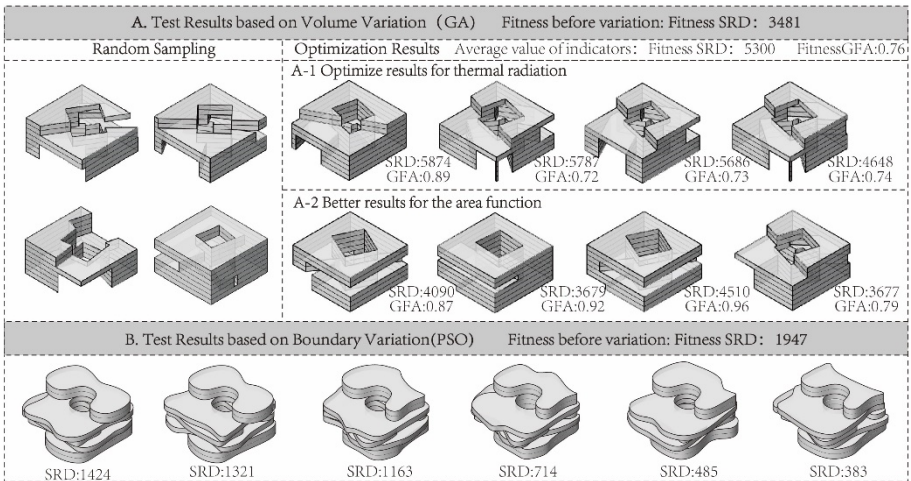 A. Test Results based on Volume Variation (GA) Fitness before variation: Fitness SRD: 3481
Random Sampling
Optimization Results Average value of indicators: Fitness SRD: 5300 FitnessGFA:0.76
A-1 Optimize results for thermal radiation
SRD:5874 SRD:5787 SRD:5686 SRD:4648
GFA:0.89 GFA:0.72 GFA:0.73 GFA:0.74
A-2 Better results for the area function
SRD:4090 SRD:3679 SRD:4510 SRD:3677
GFA:0.87 GFA:0.92 GFA:0.96 GFA:0.79
B. Test Results based on Boundary Variation(PSO) Fitness before variation: Fitness SRD: 1947
SRD:1424 SRD:1321 SRD:1163 SRD:714 SRD:485 SRD:383